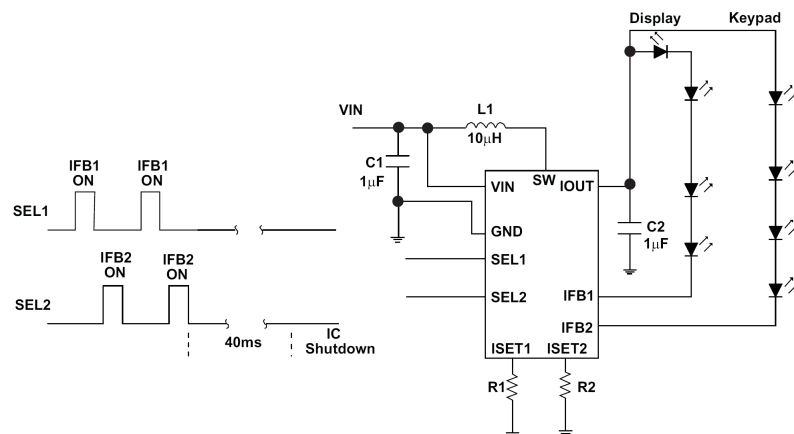 Display
Keypad
VIN
L1
10μH
C1
1μF
IFB1
ON
IFB1
ON
SEL1
IFB2
ON
IFB2
ON
SEL2
40ms
IC
Shutdown
SW
VIN
IOUT
GND
SEL1
SEL2
IFB1
IFB2
ISET1
ISET2
C2
1μF
R1
R2